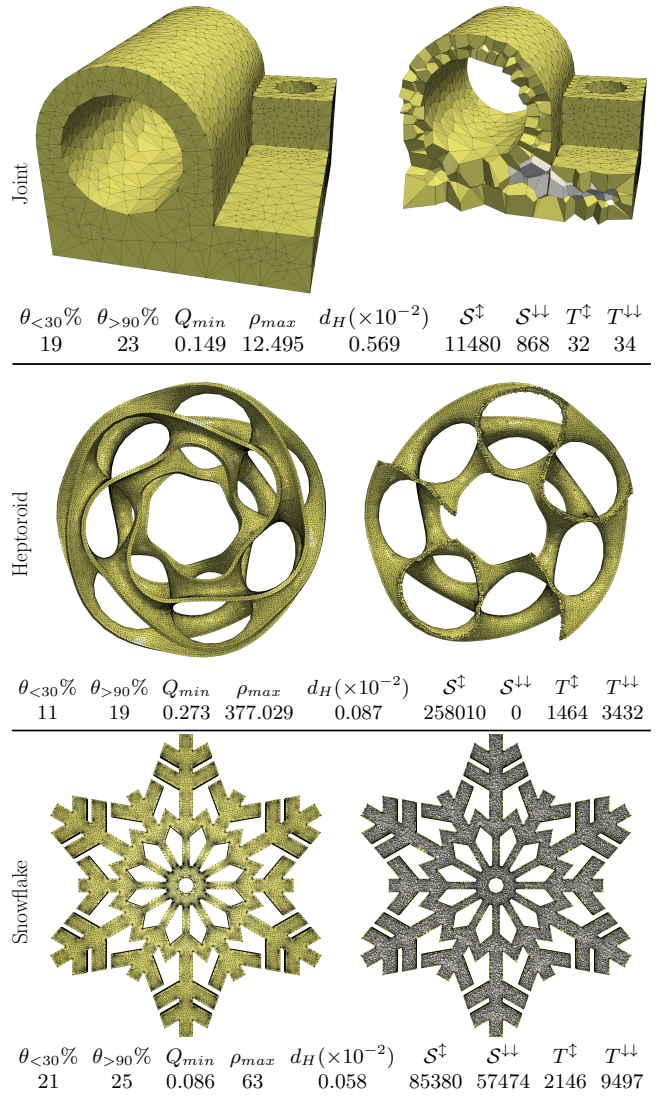 Joint
θ<30% θ>90% Qmin ρmax dH(×10−2) S↕ S↓↓ T↕ T↓↓
19 23 0.149 12.495 0.569 11480 868 32 34
Heptoroid
θ<30% θ>90% Qmin ρmax dH(×10−2) S↕ S↓↓ T↕ T↓↓
11 19 0.273 377.029 0.087 258010 0 1464 3432
Snowflake
θ<30% θ>90% Qmin ρmax dH(×10−2) S↕ S↓↓ T↕ T↓↓
21 25 0.086 63 0.058 85380 57474 2146 9497